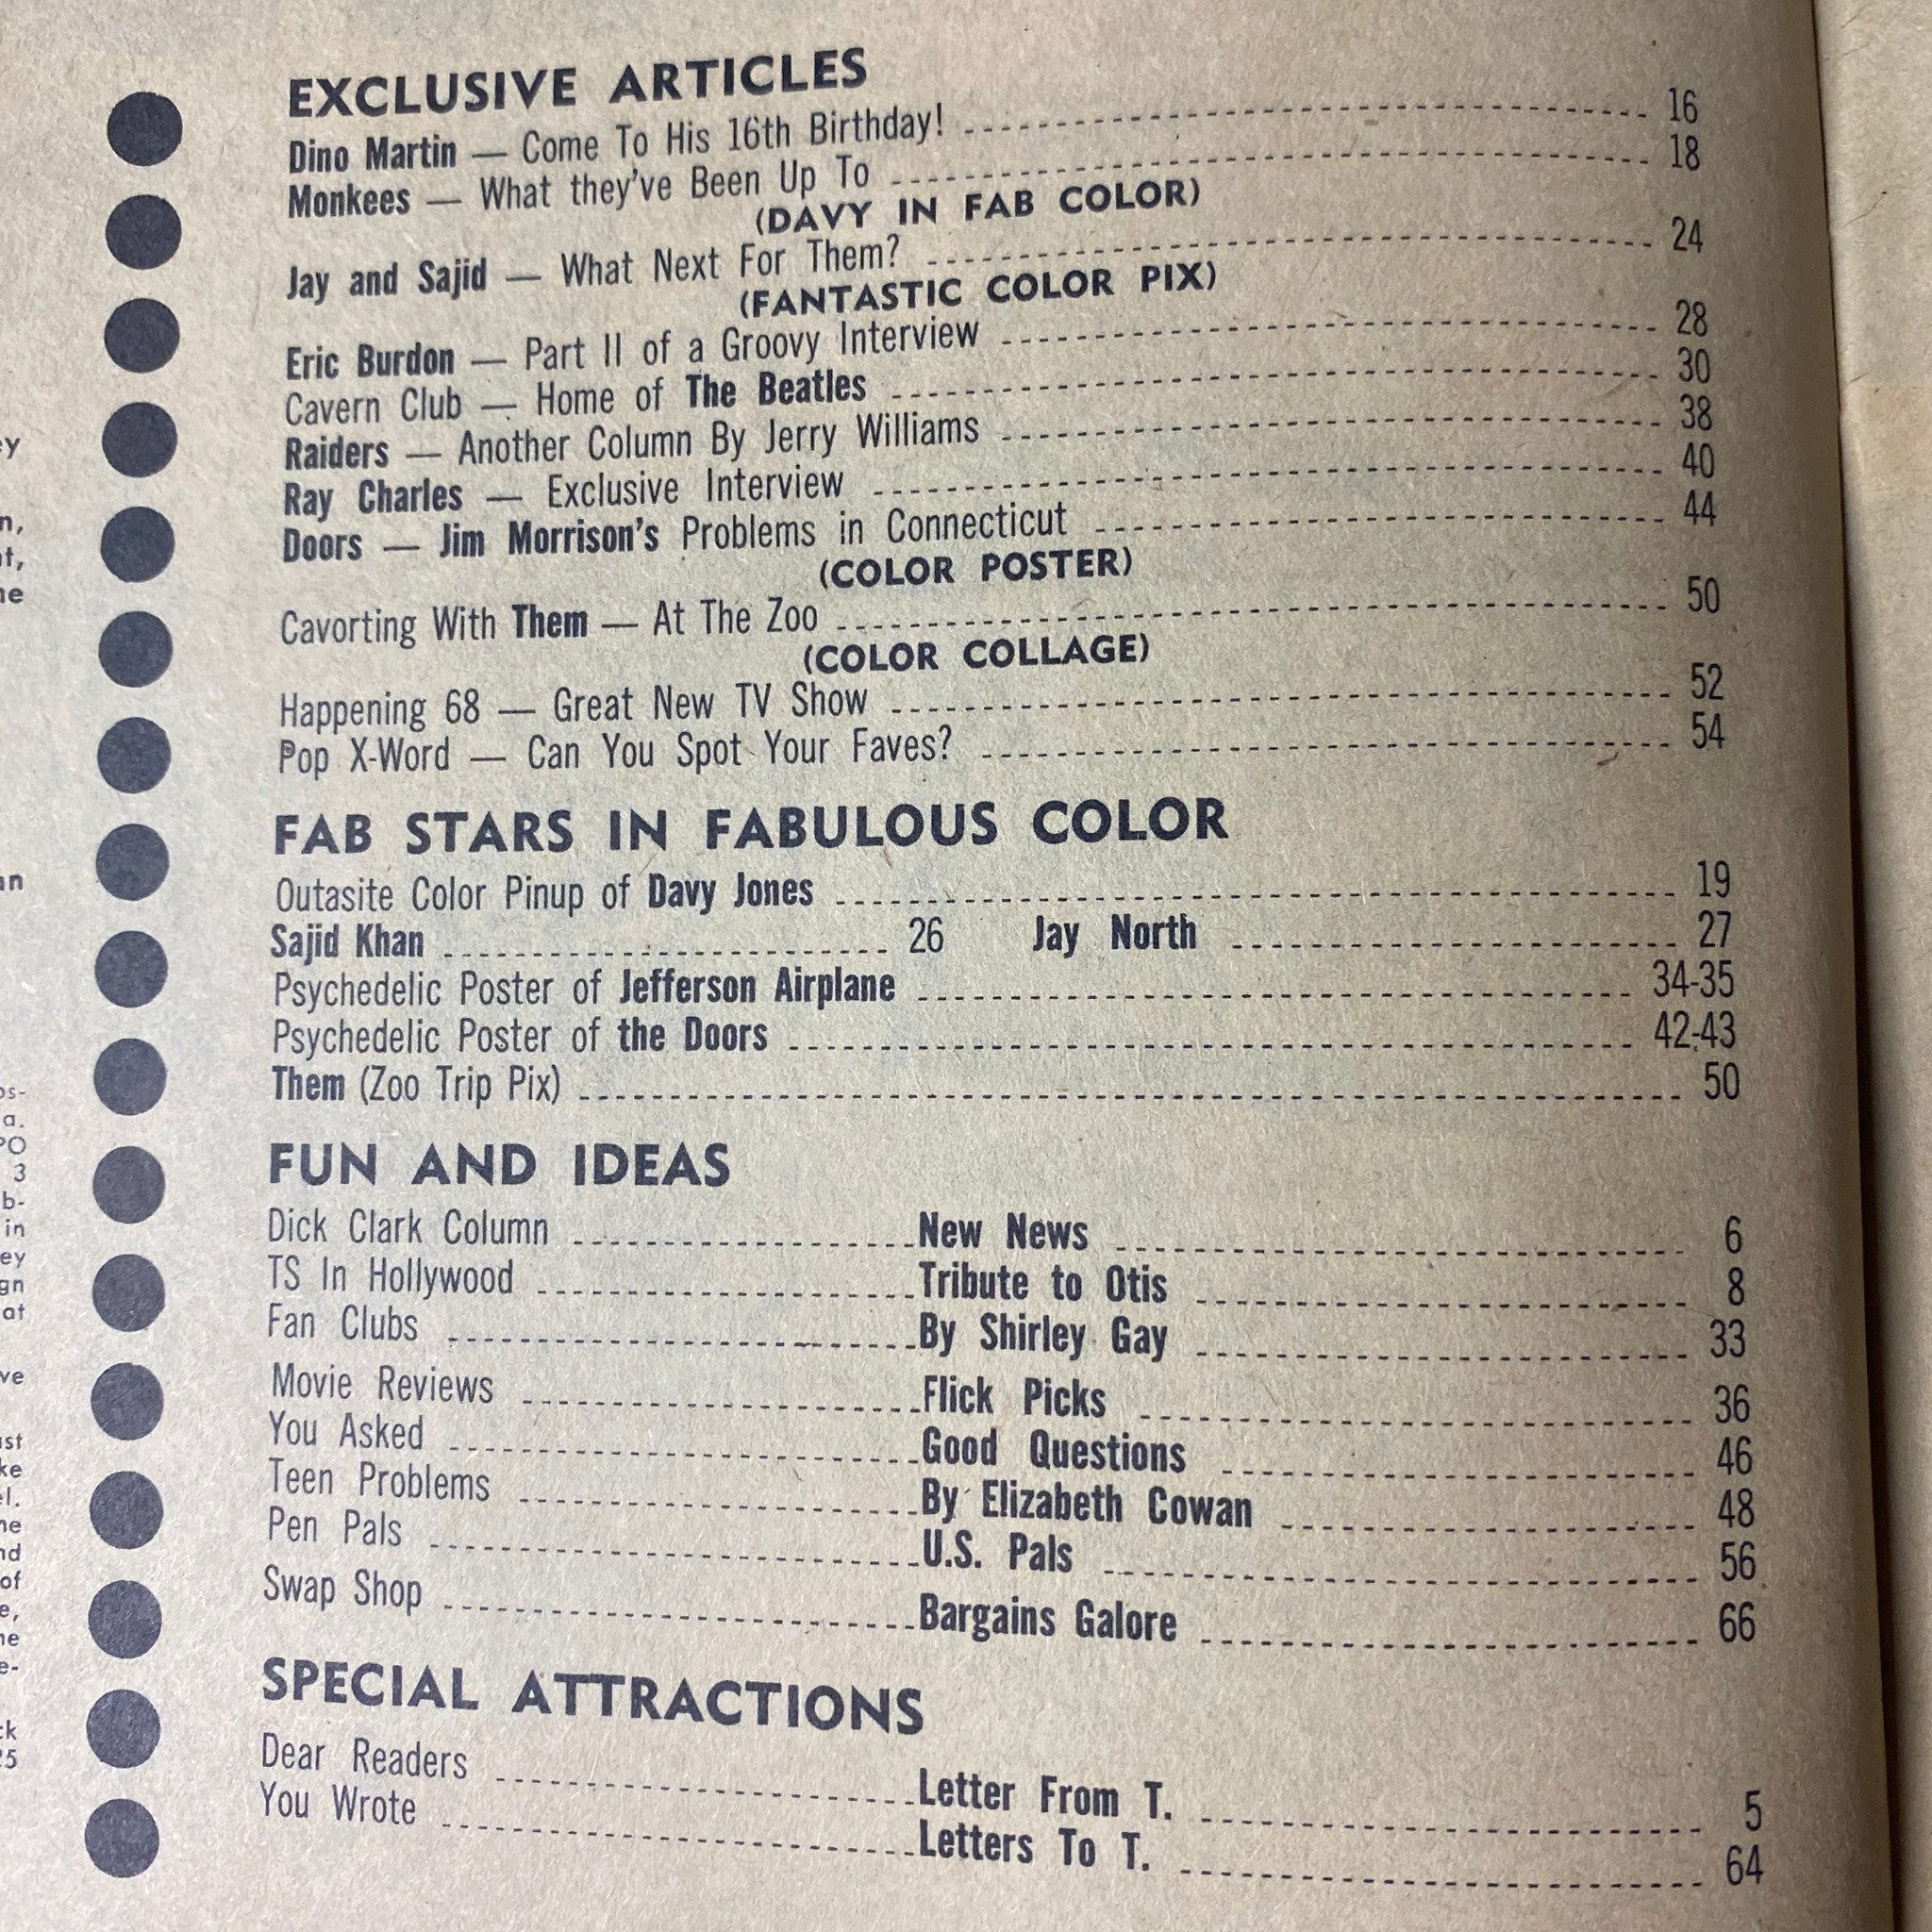 EXCLUSIVE ARTICLES
Dino Martin — Come To His 16th Birthday! 16
Monkees — What they've Been Up To 18
(DAVY IN FAB COLOR)
Jay and Sajid — What Next For Them? 24
(FANTASTIC COLOR PIX)
Eric Burdon — Part II of a Groovy Interview 28
Cavern Club — Home of The Beatles 30
Raiders — Another Column By Jerry Williams 38
Ray Charles — Exclusive Interview 40
Doors — Jim Morrison's Problems in Connecticut 44
(COLOR POSTER)
Cavorting With Them — At The Zoo 50
(COLOR COLLAGE)
Happening 68 — Great New TV Show 52
Pop X-Word — Can You Spot Your Faves? 54
FAB STARS IN FABULOUS COLOR
Outasite Color Pinup of Davy Jones 19
Sajid Khan 26 Jay North 27
Psychedelic Poster of Jefferson Airplane 34-35
Psychedelic Poster of the Doors 42-43
Them (Zoo Trip Pix) 50
FUN AND IDEAS
Dick Clark Column New News 6
TS In Hollywood Tribute to Otis 8
Fan Clubs By Shirley Gay 33
Movie Reviews Flick Picks 36
You Asked Good Questions 46
Teen Problems By Elizabeth Cowan 48
Pen Pals U.S. Pals 56
Swap Shop Bargains Galore 66
SPECIAL ATTRACTIONS
Dear Readers Letter From T. 5
You Wrote Letters To T. 64